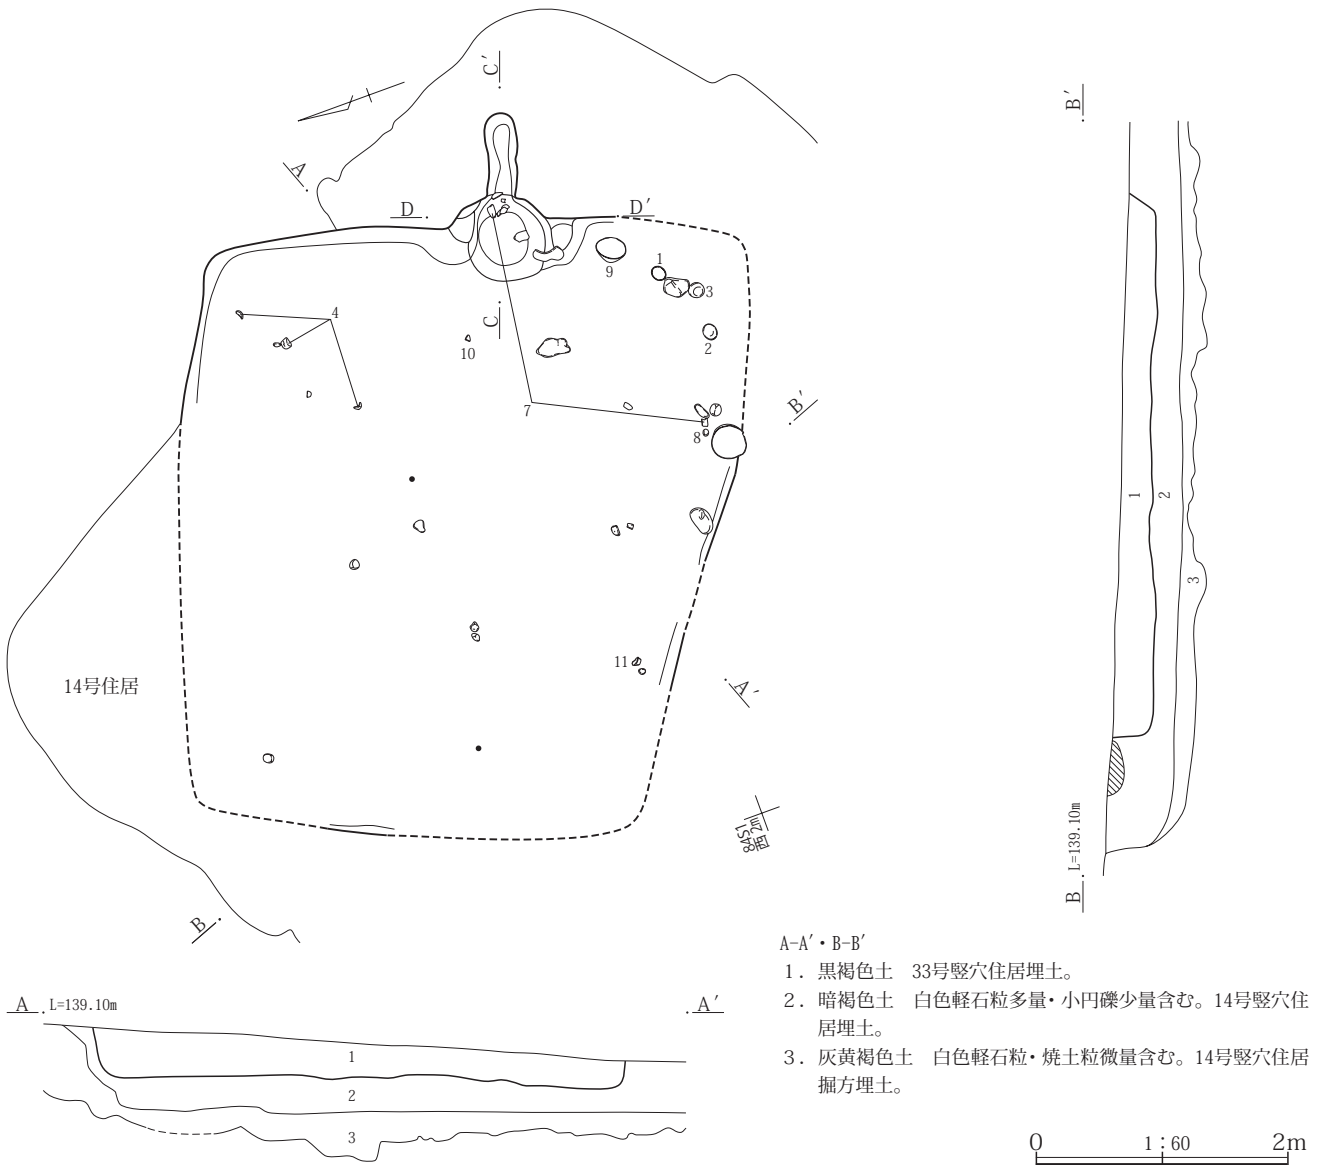 C′
A
D
D′
9
1
3
2
4
C
10
7
8
B′
11
14号住居
A′
B
B′
1
2
3
L=139.10m
B
A L=139.10m
A′
1
2
3
A-A′・B-B′
1. 黒褐色土 33号竪穴住居埋土。
2. 暗褐色土 白色軽石粒多量・小円礫少量含む。14号竪穴住
居埋土。
3. 灰黄褐色土 白色軽石粒・焼土粒微量含む。14号竪穴住居
掘方埋土。
0 1:60 2m